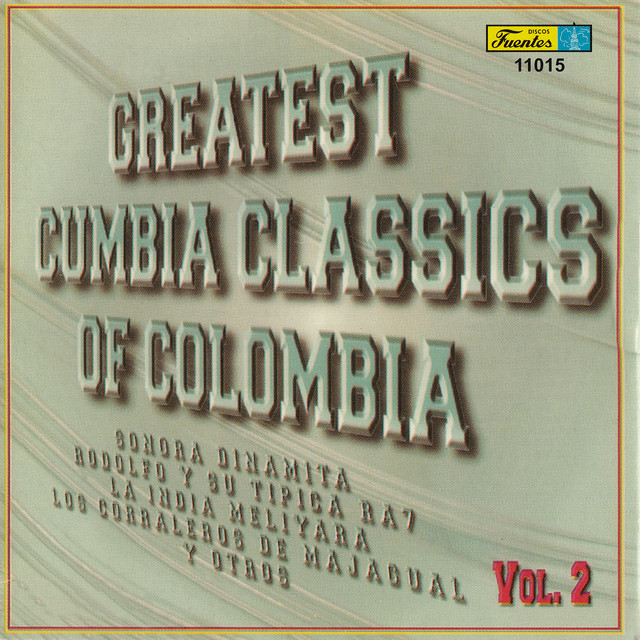 DISCOS
Fuentes
11015
GREATEST
CUMBIA CLASSICS
OF COLOMBIA
SONORA DINAMITA
RODOLFO Y SU TIPICA RA7
LA INDIA MELIYARA
LOS CORRALEROS DE MAJAGUAL
Y OTROS
VOL. 2